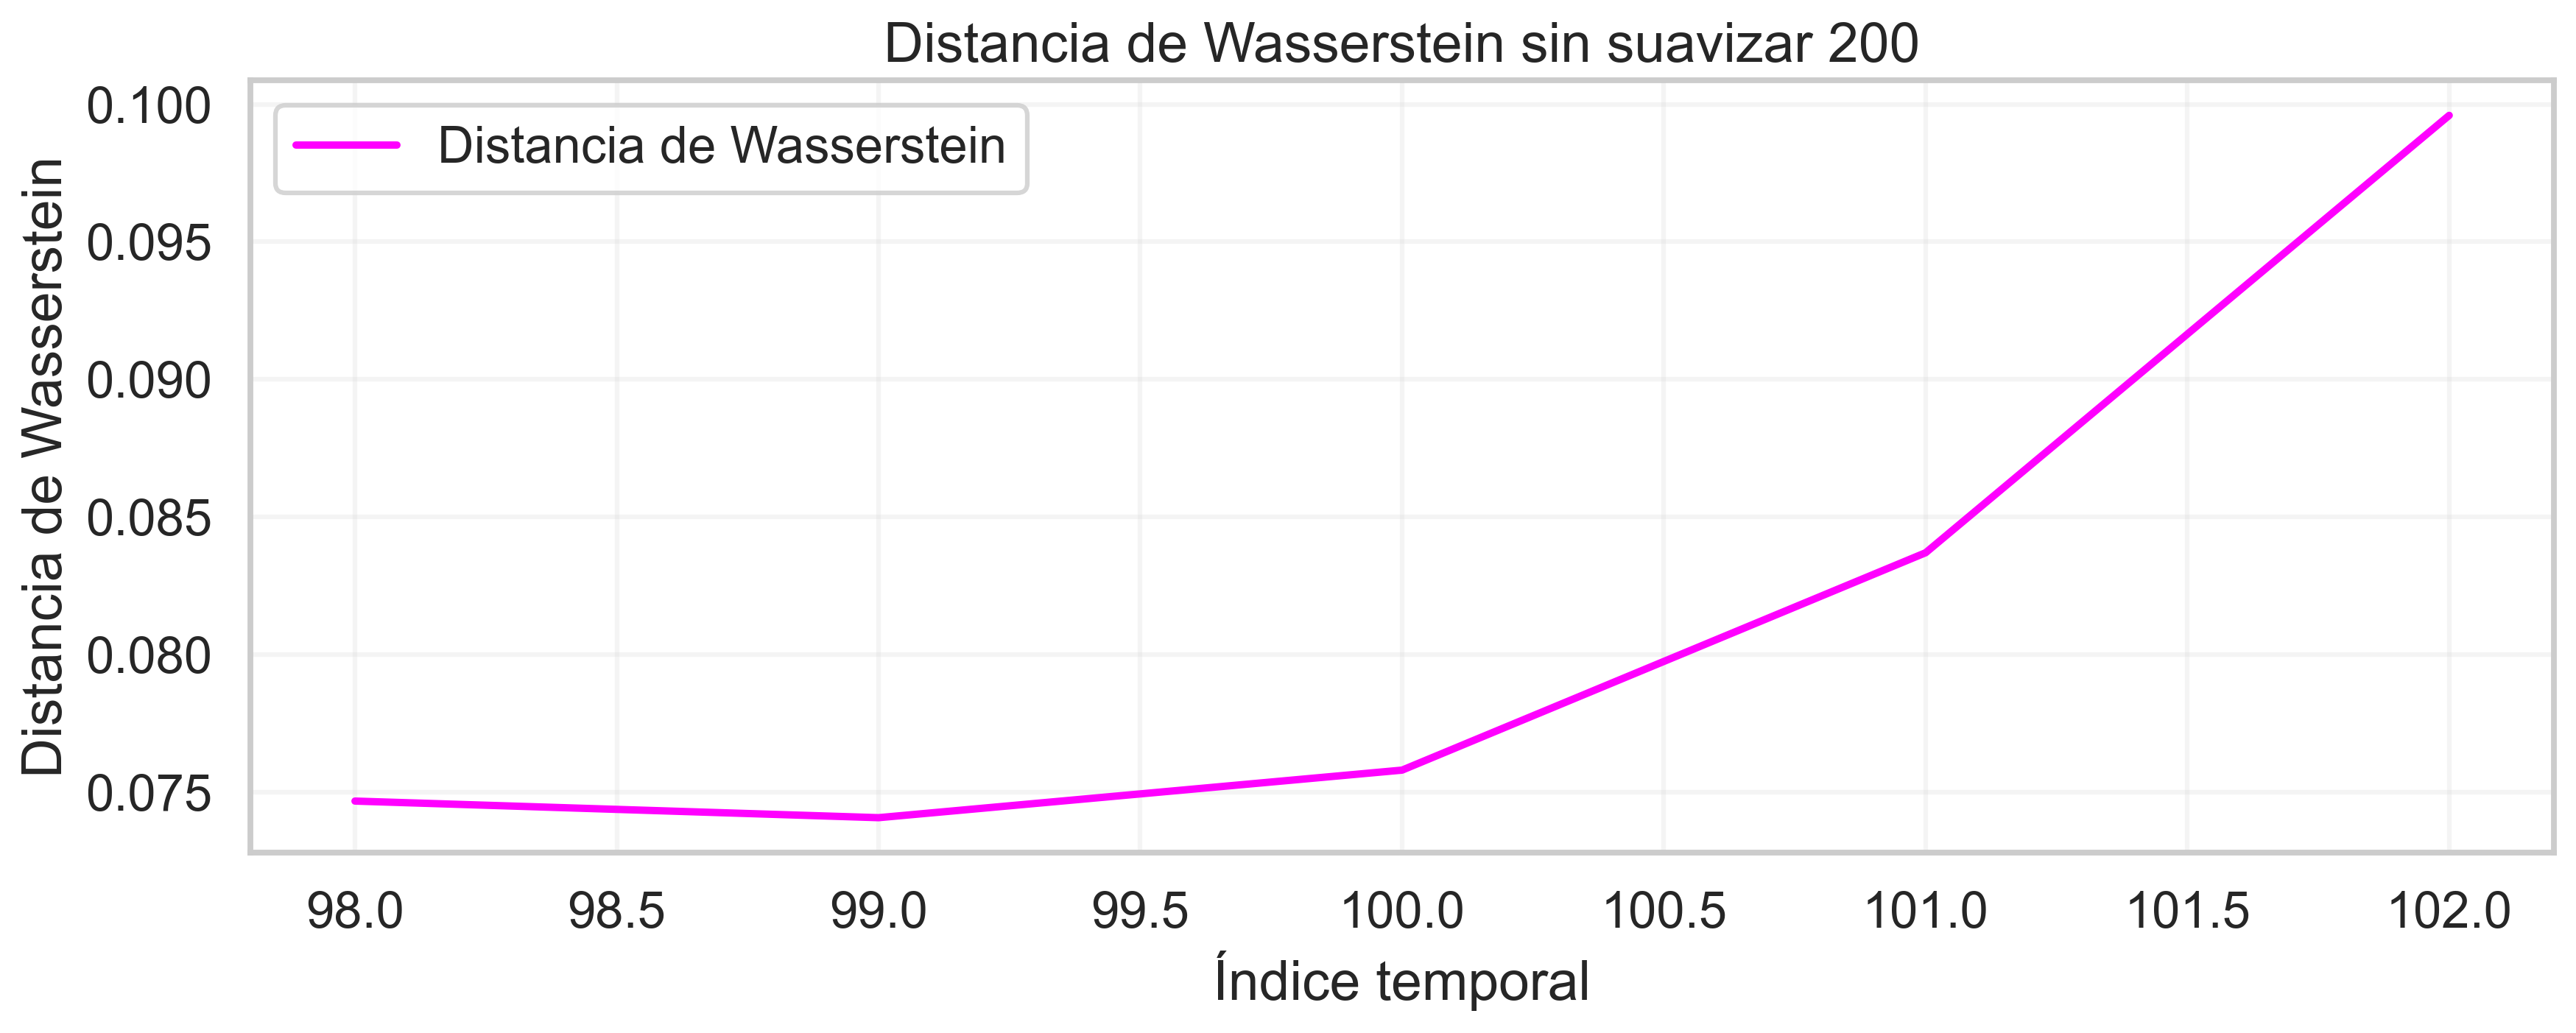 Distancia de Wasserstein sin suavizar 200
Distancia de Wasserstein
Distancia de Wasserstein
0.100
0.095
0.090
0.085
0.080
0.075
98.0 98.5 99.0 99.5 100.0 100.5 101.0 101.5 102.0
Índice temporal